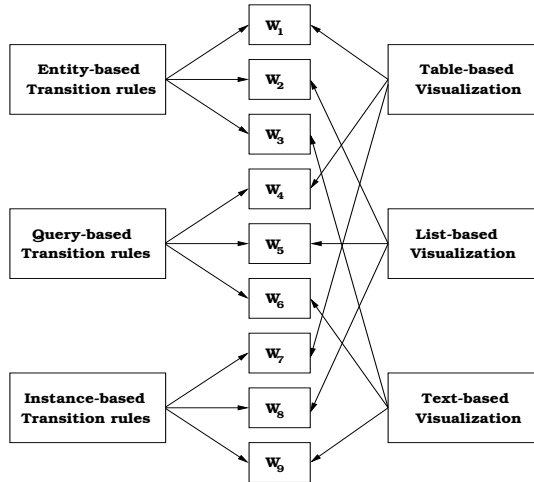 W1
Entity-based
Transition rules
W2
Table-based
Visualization
W3
W4
Query-based
Transition rules
W5
List-based
Visualization
W6
W7
Instance-based
Transition rules
W8
Text-based
Visualization
W9